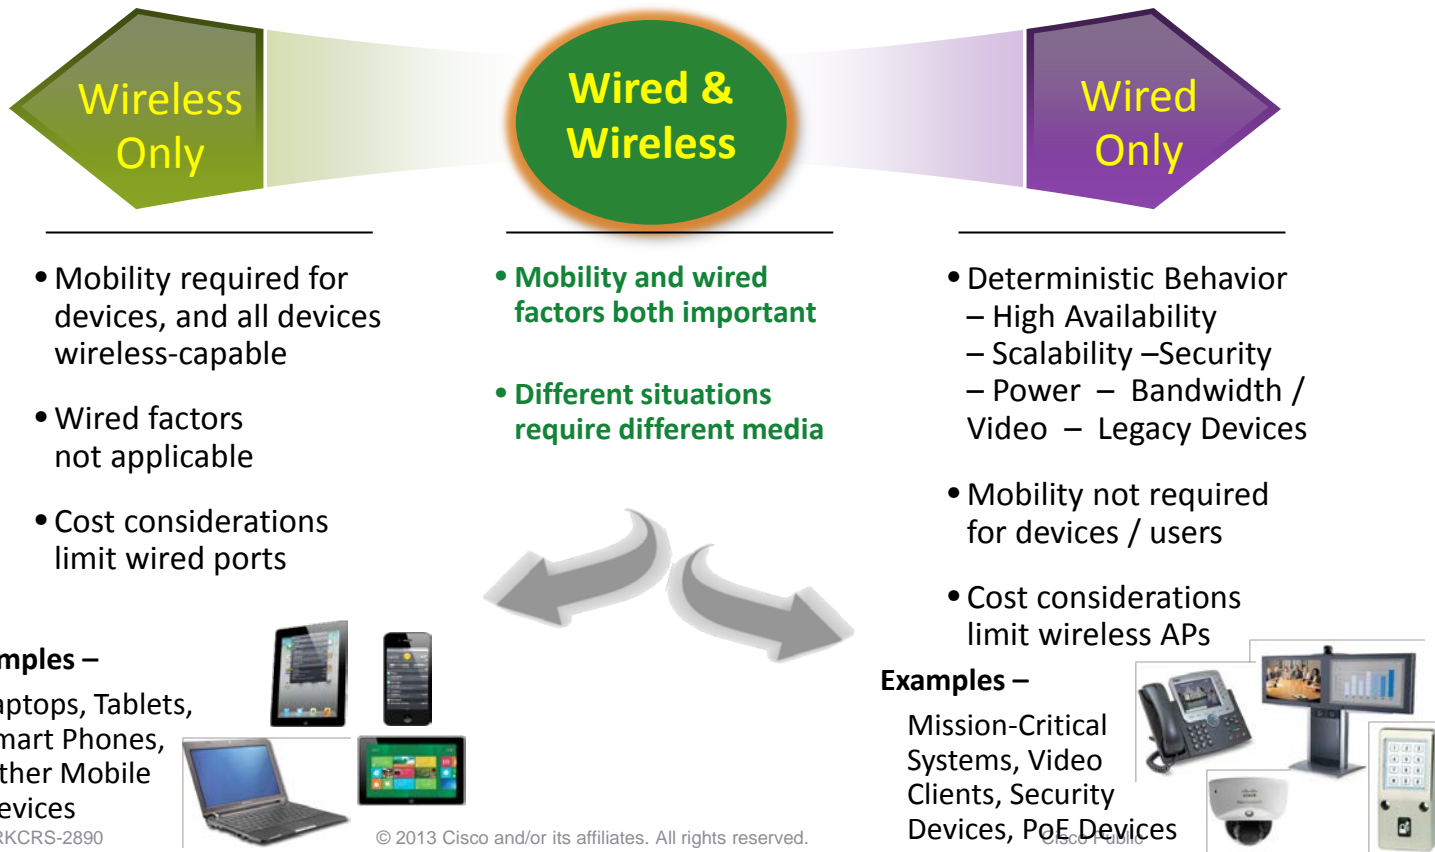 Wireless
Only
Wired &
Wireless
Wired
Only
• Mobility required for
devices, and all devices
wireless-capable
• Wired factors
not applicable
• Cost considerations
limit wired ports
mples –
aptops, Tablets,
mart Phones,
ther Mobile
evices
• Mobility and wired
factors both important
• Different situations
require different media
• Deterministic Behavior
– High Availability
– Scalability –Security
– Power – Bandwidth /
Video – Legacy Devices
• Mobility not required
for devices / users
• Cost considerations
limit wireless APs
Examples –
Mission-Critical
Systems, Video
Clients, Security
Devices, PoE Devices
RKCRS-2890
© 2013 Cisco and/or its affiliates. All rights reserved.
Cisco Public